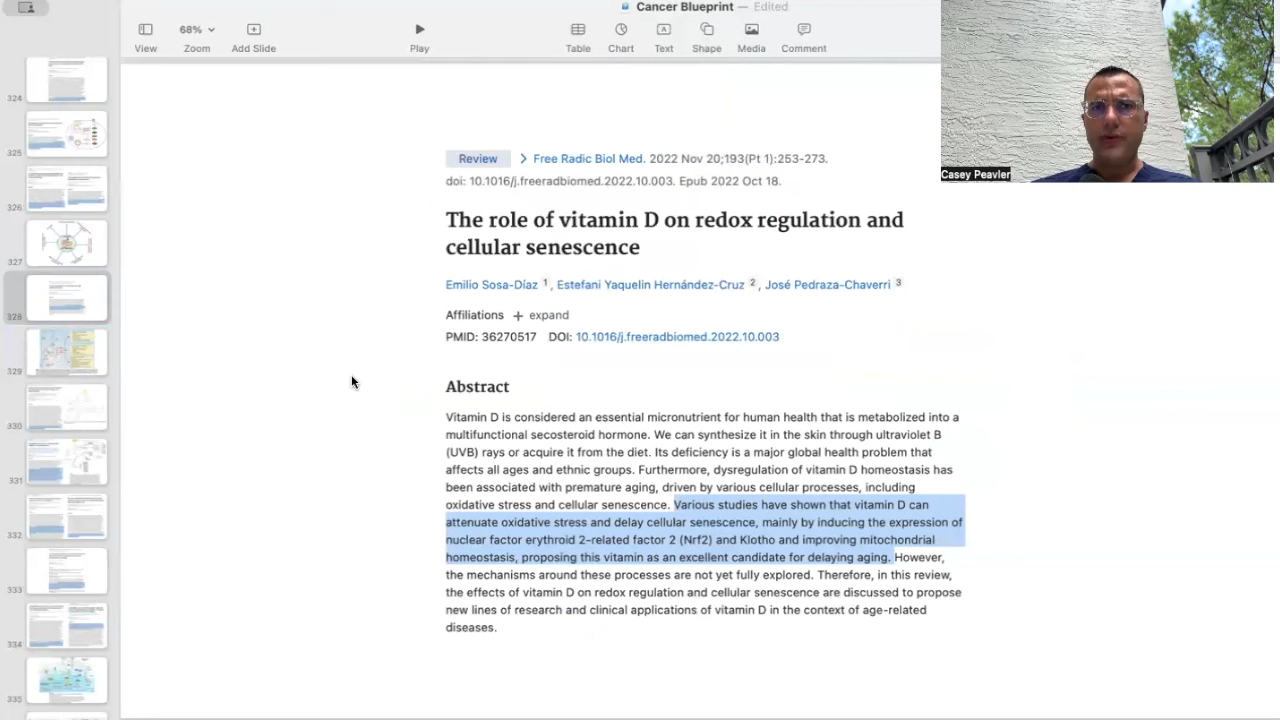 Cancer Blueprint — Edited
68%
View
Zoom
Add Slide
Play
Table
Chart
Text
Shape
Media
Comment
Casey Peavler
324
325
326
327
328
329
330
331
332
333
334
335
Review
Free Radic Biol Med. 2022 Nov 20;193(Pt 1):253-273.
doi: 10.1016/j.freeradbiomed.2022.10.003. Epub 2022 Oct 18.
The role of vitamin D on redox regulation and
cellular senescence
Emilio Sosa-Díaz 1, Estefani Yaquelin Hernández-Cruz 2, José Pedraza-Chaverri 3
Affiliations + expand
PMID: 36270517 DOI: 10.1016/j.freeradbiomed.2022.10.003
Abstract
Vitamin D is considered an essential micronutrient for human health that is metabolized into a
multifunctional secosteroid hormone. We can synthesize it in the skin through ultraviolet B
(UVB) rays or acquire it from the diet. Its deficiency is a major global health problem that
affects all ages and ethnic groups. Furthermore, dysregulation of vitamin D homeostasis has
been associated with premature aging, driven by various cellular processes, including
oxidative stress and cellular senescence. Various studies have shown that vitamin D can
attenuate oxidative stress and delay cellular senescence, mainly by inducing the expression of
nuclear factor erythroid 2-related factor 2 (Nrf2) and Klotho and improving mitochondrial
homeostasis, proposing this vitamin as an excellent candidate for delaying aging. However,
the mechanisms around these processes are not yet fully explored. Therefore, in this review,
the effects of vitamin D on redox regulation and cellular senescence are discussed to propose
new lines of research and clinical applications of vitamin D in the context of age-related
diseases.